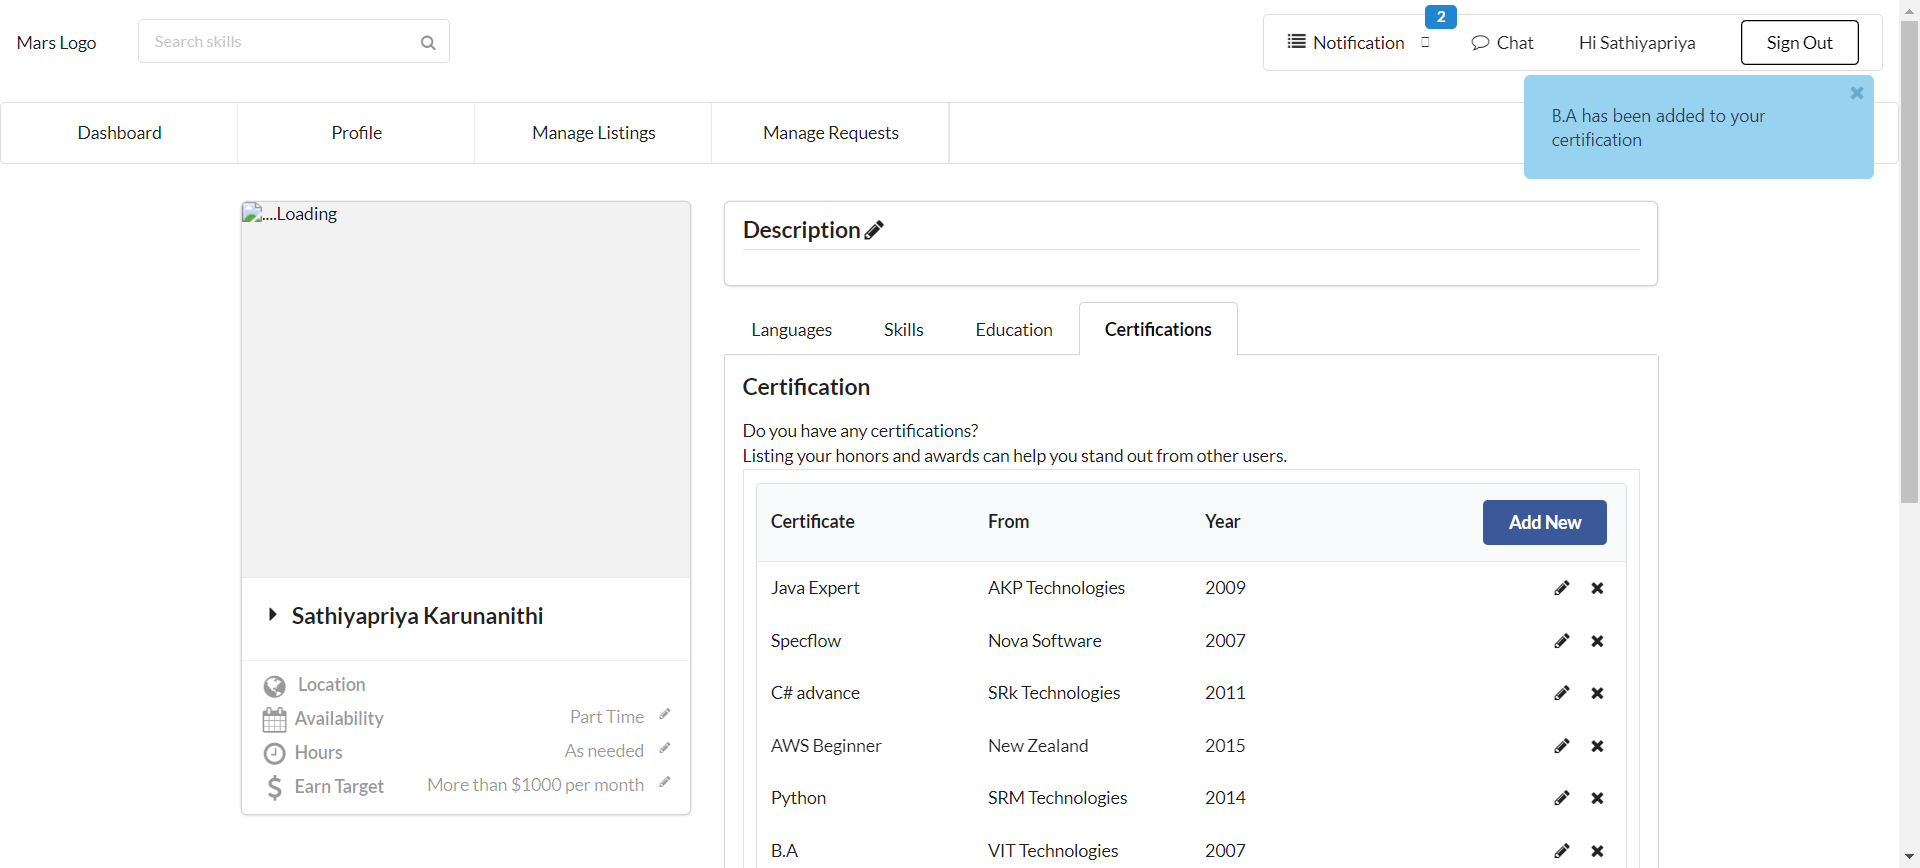 Mars Logo
Search skills
Notification
2
Chat
Hi Sathiyapriya
Sign Out
Dashboard
Profile
Manage Listings
Manage Requests
B.A has been added to your
certification
....Loading
Sathiyapriya Karunanithi
Location
Availability
Part Time
Hours
As needed
Earn Target
More than $1000 per month
Description
Languages
Skills
Education
Certifications
Certification
Do you have any certifications?
Listing your honors and awards can help you stand out from other users.
Certificate From Year Add New
Java Expert AKP Technologies 2009
Specflow Nova Software 2007
C# advance SRk Technologies 2011
AWS Beginner New Zealand 2015
Python SRM Technologies 2014
B.A VIT Technologies 2007